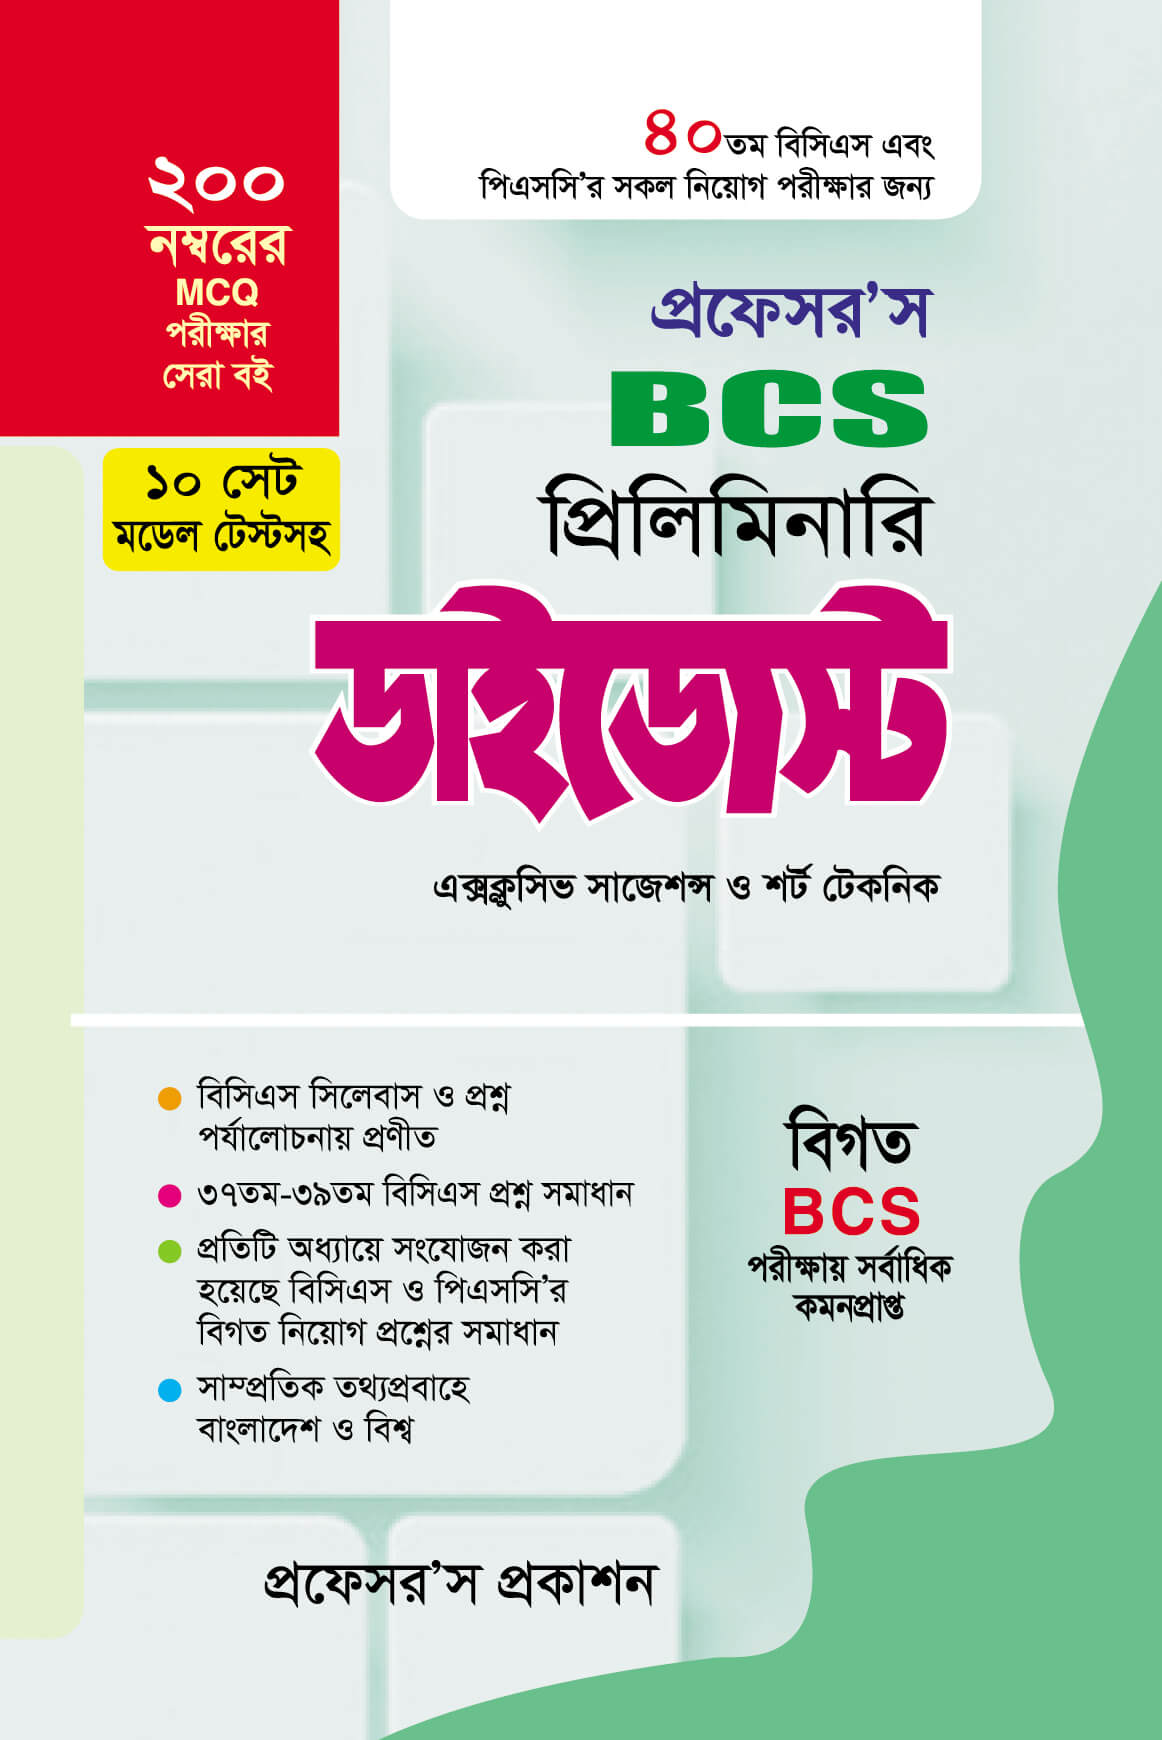 ৪০তম বিসিএস এবং
পিএসসি’র সকল নিয়োগ পরীক্ষার জন্য
২০০
নম্বরের
MCQ
পরীক্ষার
সেরা বই
১০ সেট
মডেল টেস্টসহ
প্রফেসর’স
BCS
প্রিলিমিনারি
ডাইজেস্ট
এক্সক্লুসিভ সাজেশন্স ও শর্ট টেকনিক
বিসিএস সিলেবাস ও প্রশ্ন
পর্যালোচনায় প্রণীত
৩৭তম-৩৯তম বিসিএস প্রশ্ন সমাধান
প্রতিটি অধ্যায়ে সংযোজন করা
হয়েছে বিসিএস ও পিএসসি’র
বিগত নিয়োগ প্রশ্নের সমাধান
সাম্প্রতিক তথ্যপ্রবাহে
বাংলাদেশ ও বিশ্ব
বিগত
BCS
পরীক্ষায় সর্বাধিক
কমনপ্রাপ্ত
প্রফেসর’স প্রকাশন